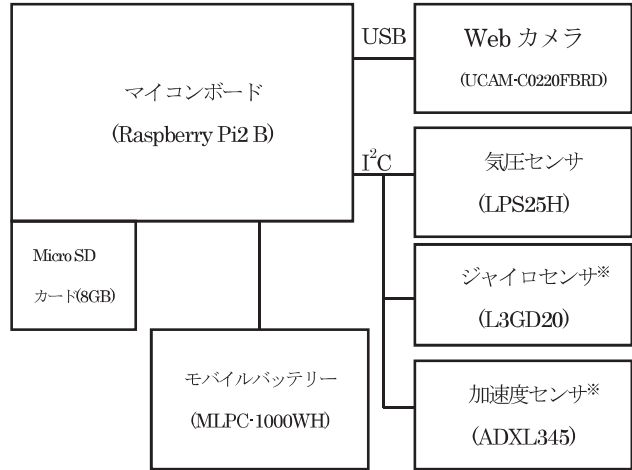 マイコンボード
(Raspberry Pi2 B)
USB
Web カメラ
(UCAM-C0220FBRD)
I²C
気圧センサ
(LPS25H)
ジャイロセンサ※
(L3GD20)
加速度センサ※
(ADXL345)
Micro SD
カード(8GB)
モバイルバッテリー
(MLPC-1000WH)